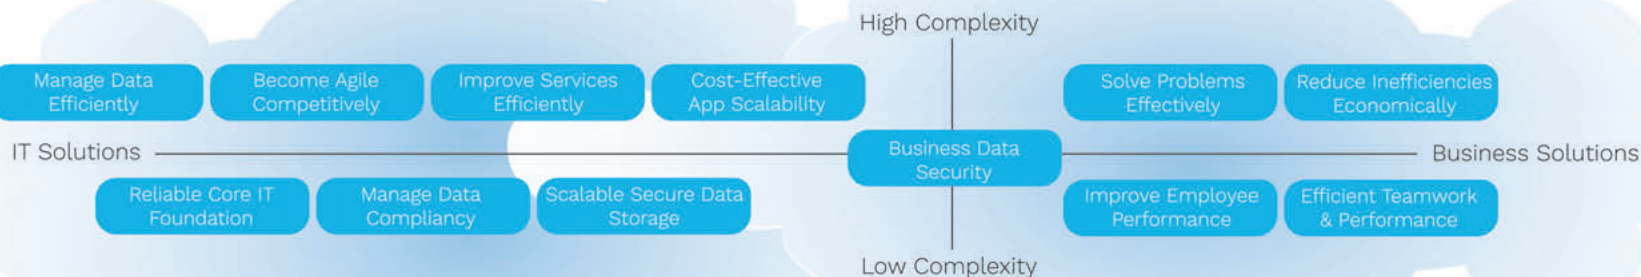 High Complexity
Manage Data
Efficiently
Become Agile
Competitively
Improve Services
Efficiently
Cost-Effective
App Scalability
Solve Problems
Effectively
Reduce Inefficiencies
Economically
IT Solutions
Business Data
Security
Business Solutions
Reliable Core IT
Foundation
Manage Data
Compliancy
Scalable Secure Data
Storage
Improve Employee
Performance
Efficient Teamwork
& Performance
Low Complexity